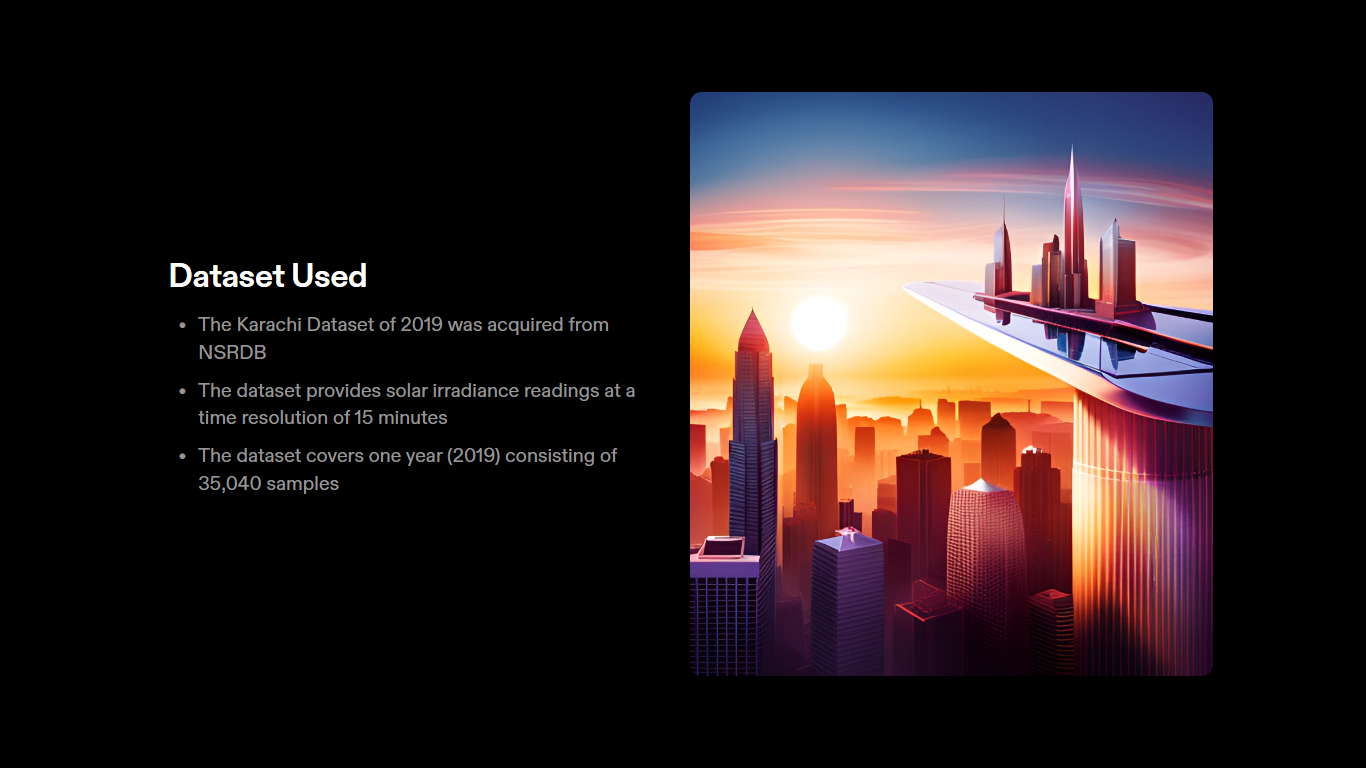 Dataset Used
• The Karachi Dataset of 2019 was acquired from
NSRDB
• The dataset provides solar irradiance readings at a
time resolution of 15 minutes
• The dataset covers one year (2019) consisting of
35,040 samples